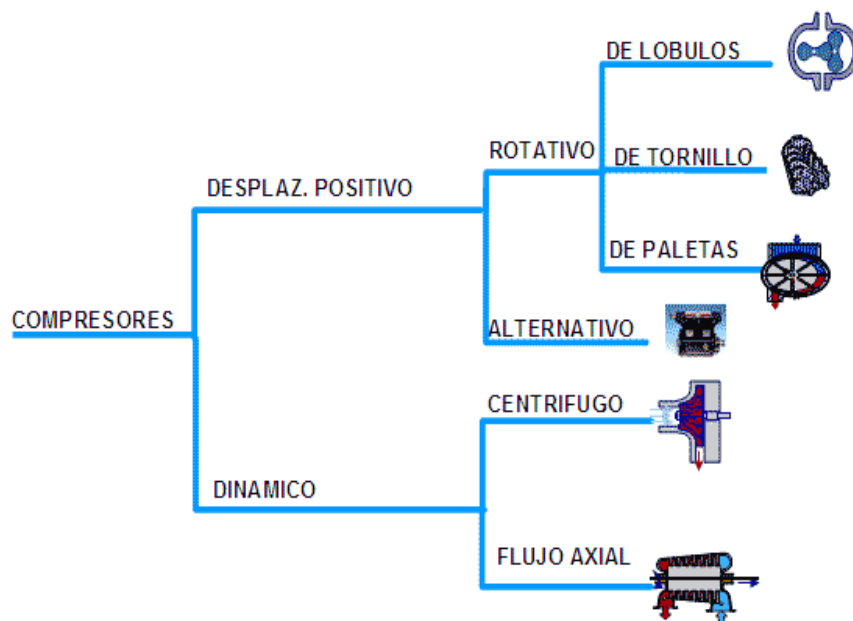 DE LOBULOS
ROTATIVO
DE TORNILLO
DESPLAZ. POSITIVO
DE PALETAS
COMPRESORES
ALTERNATIVO
CENTRIFUGO
DINAMICO
FLUJO AXIAL